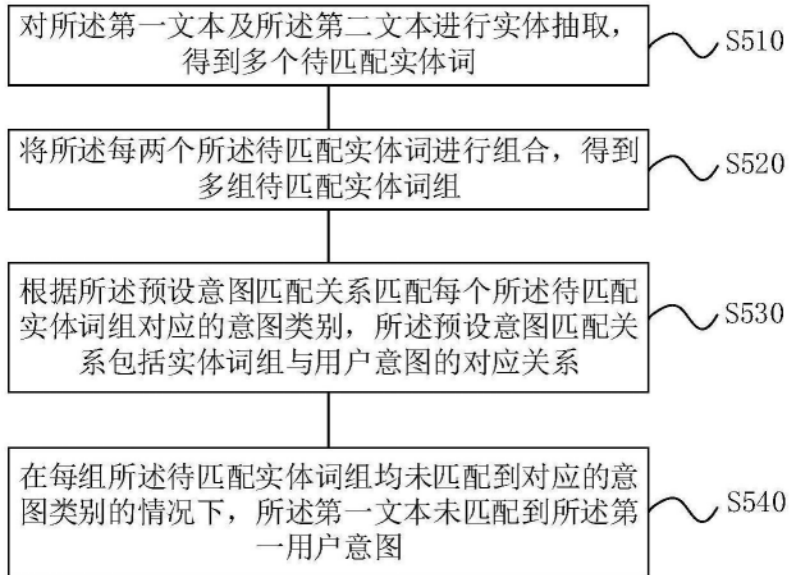 对所述第一文本及所述第二文本进行实体抽取，
得到多个待匹配实体词
S510
将所述每两个所述待匹配实体词进行组合，得到
多组待匹配实体词组
S520
根据所述预设意图匹配关系匹配每个所述待匹配
实体词组对应的意图类别，所述预设意图匹配关
系包括实体词组与用户意图的对应关系
S530
在每组所述待匹配实体词组均未匹配到对应的意
图类别的情况下，所述第一文本未匹配到所述第
一用户意图
S540